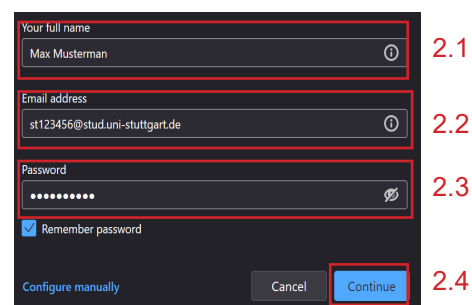 Your full name
Max Musterman
2.1
Email address
st123456@stud.uni-stuttgart.de
2.2
Password
••••••••••
2.3
Remember password
Configure manually
Cancel
Continue
2.4